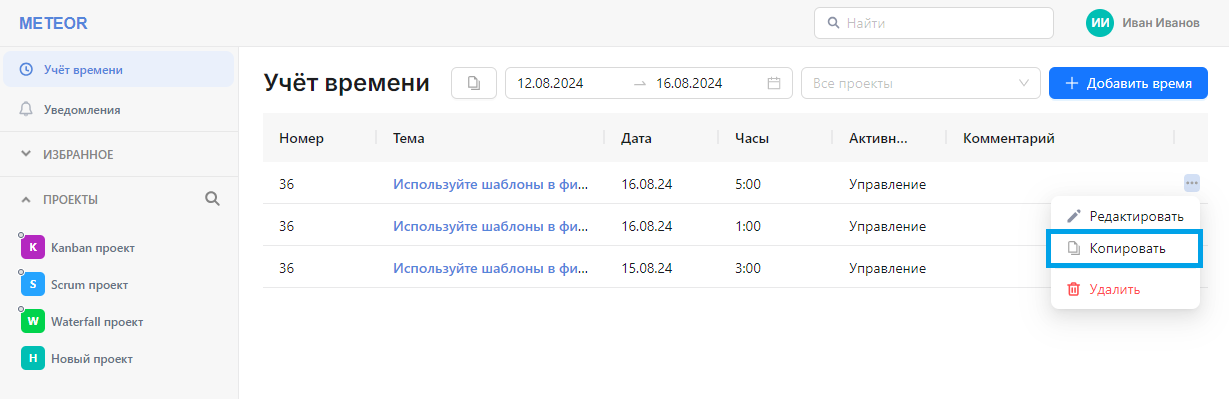 METEOR
Найти
ИИ Иван Иванов
Учёт времени
Уведомления
ИЗБРАННОЕ
ПРОЕКТЫ
K Kanban проект
S Scrum проект
W Waterfall проект
Н Новый проект
Учёт времени 12.08.2024 16.08.2024 Все проекты Добавить время
Номер Тема Дата Часы Активн... Комментарий
36 Используйте шаблоны в фи... 16.08.24 5:00 Управление
36 Используйте шаблоны в фи... 16.08.24 1:00 Управление
36 Используйте шаблоны в фи... 15.08.24 3:00 Управление
Редактировать
Копировать
Удалить